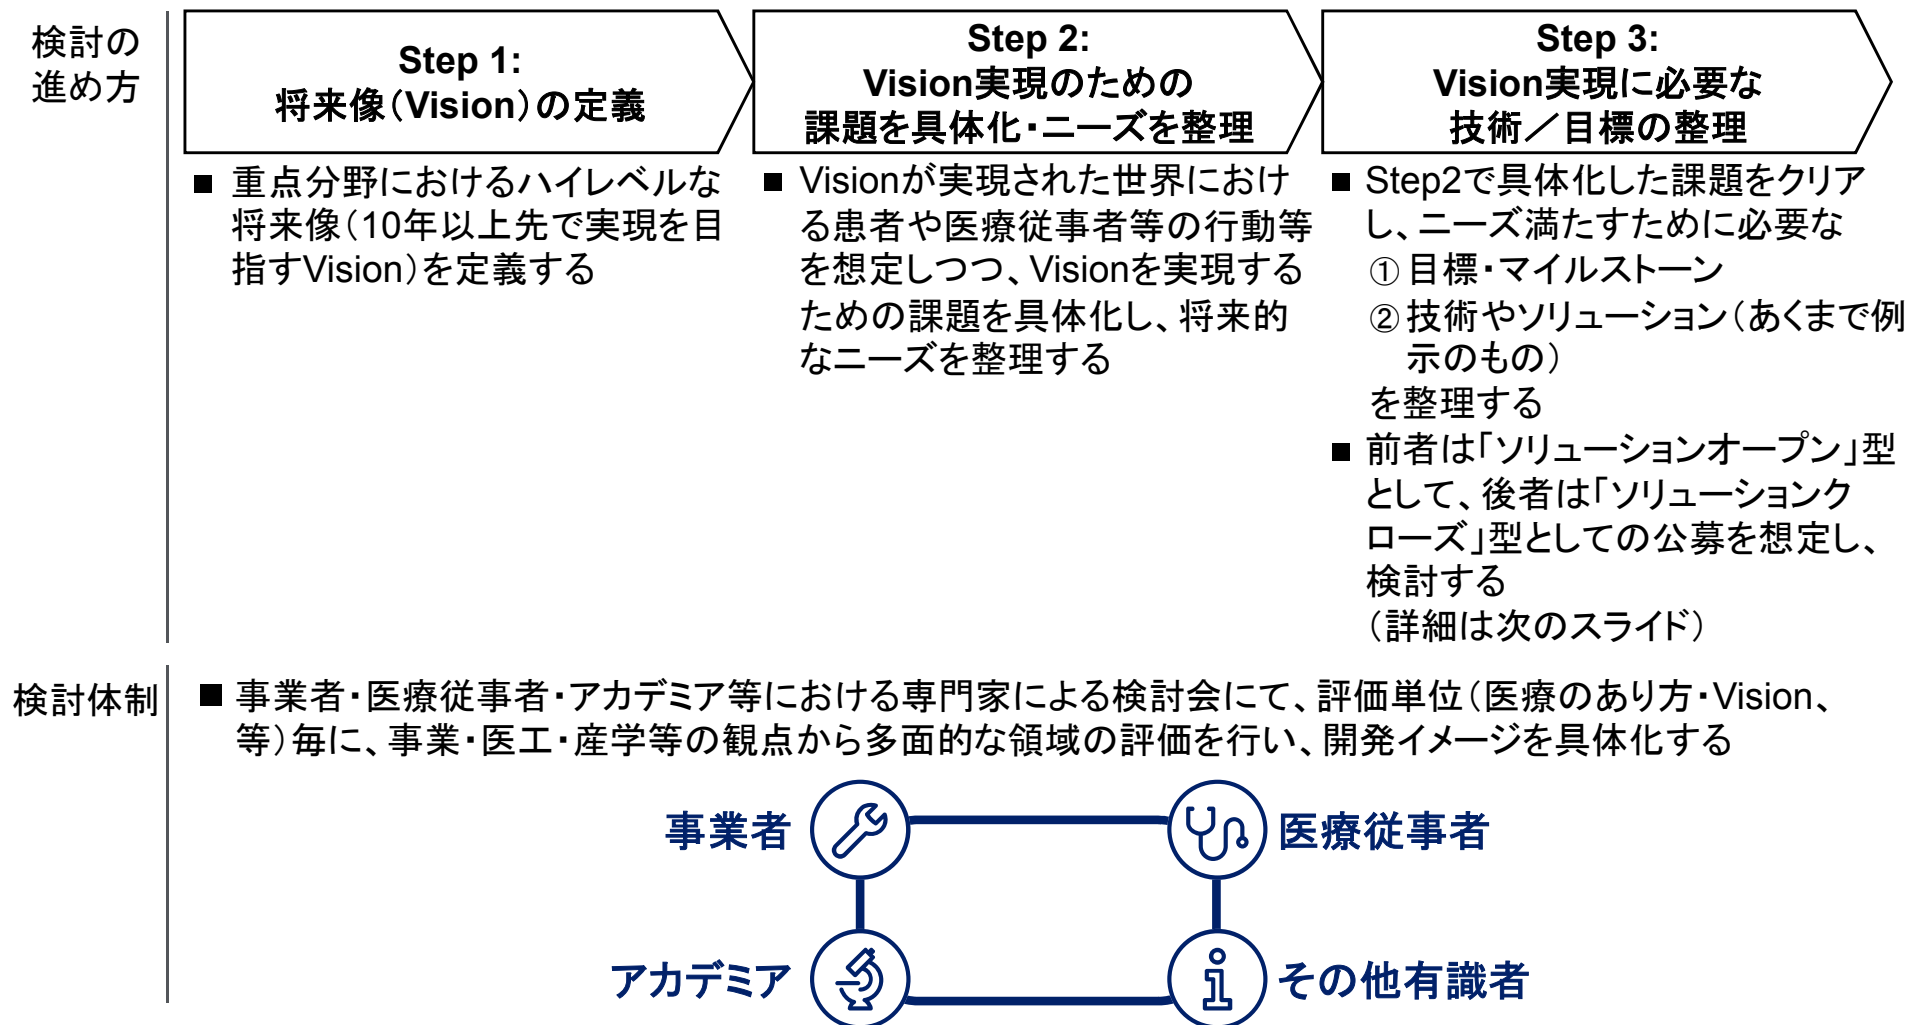 検討の
進め方
Step 1:
将来像（Vision）の定義
Step 2:
Vision実現のための
課題を具体化・ニーズを整理
Step 3:
Vision実現に必要な
技術／目標の整理
■ 重点分野におけるハイレベルな
将来像（10年以上先で実現を目
指すVision）を定義する
■ Visionが実現された世界におけ
る患者や医療従事者等の行動等
を想定しつつ、Visionを実現する
ための課題を具体化し、将来的
なニーズを整理する
■ Step2で具体化した課題をクリア
し、ニーズ満たすために必要な
① 目標・マイルストーン
② 技術やソリューション（あくまで例
示のもの）
を整理する
■ 前者は「ソリューションオープン」型
として、後者は「ソリューションク
ローズ」型としての公募を想定し、
検討する
（詳細は次のスライド）
検討体制
■ 事業者・医療従事者・アカデミア等における専門家による検討会にて、評価単位（医療のあり方・Vision、
等）毎に、事業・医工・産学等の観点から多面的な領域の評価を行い、開発イメージを具体化する
事業者
医療従事者
アカデミア
その他有識者